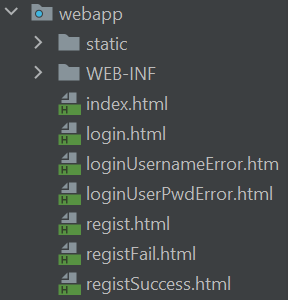 webapp
static
WEB-INF
index.html
login.html
loginUsernameError.htm
loginUserPwdError.html
regist.html
registFail.html
registSuccess.html